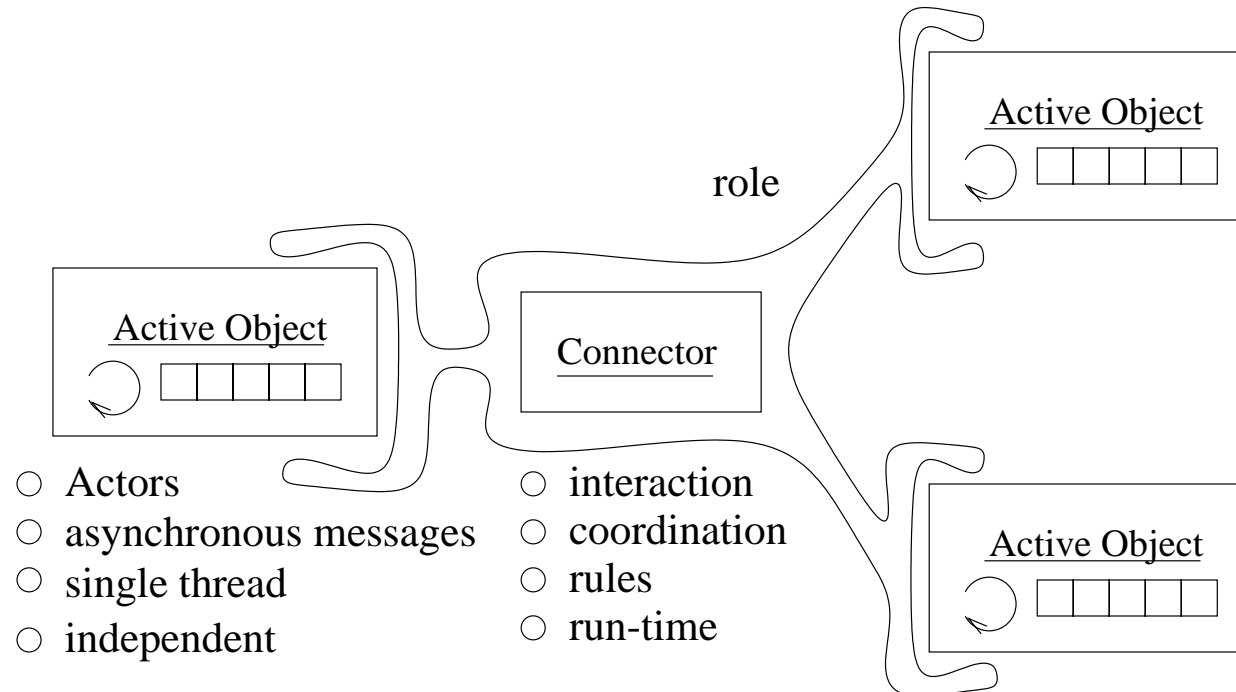 Active Object
role
Active Object
Connector
Actors
asynchronous messages
single thread
independent
interaction
coordination
rules
run-time
Active Object